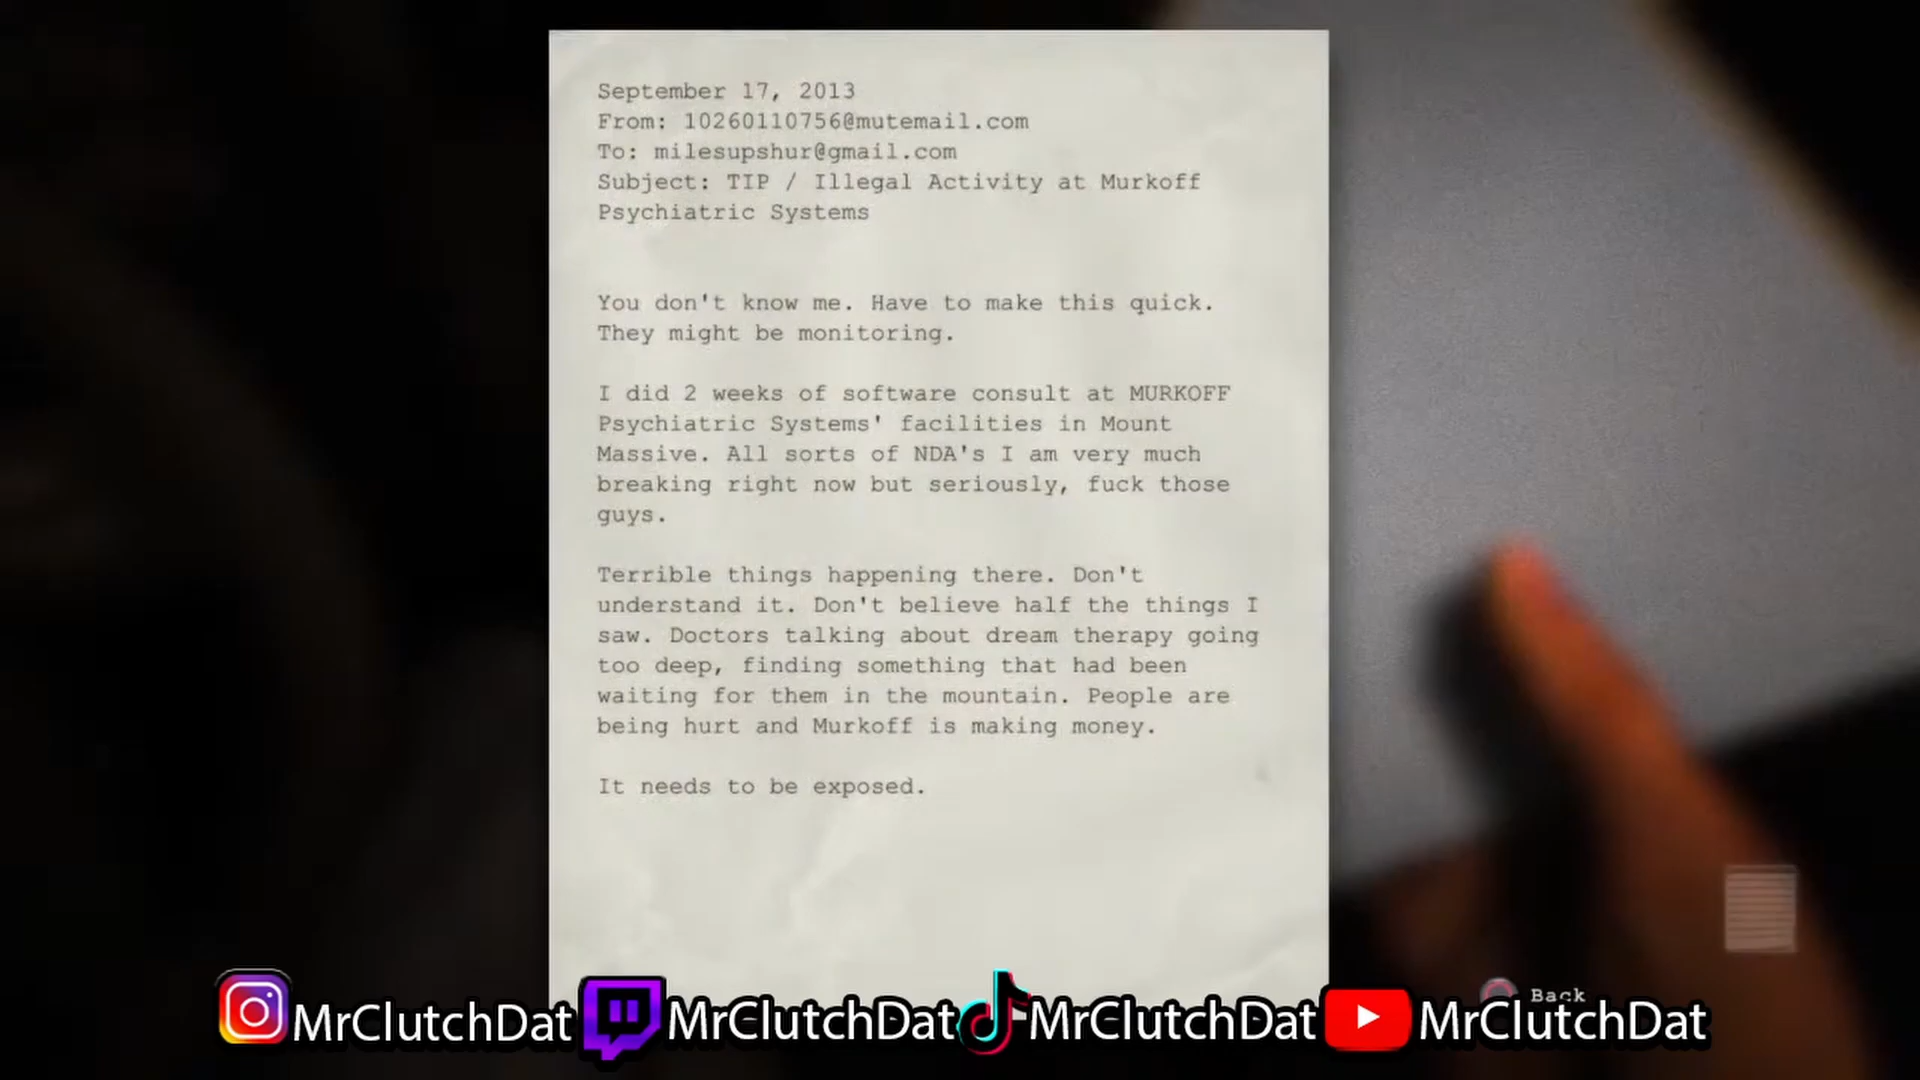 September 17, 2013
From: 10260110756@mutemail.com
To: milesupshur@gmail.com
Subject: TIP / Illegal Activity at Murkoff
Psychiatric Systems
You don't know me. Have to make this quick.
They might be monitoring.
I did 2 weeks of software consult at MURKOFF
Psychiatric Systems' facilities in Mount
Massive. All sorts of NDA's I am very much
breaking right now but seriously, fuck those
guys.
Terrible things happening there. Don't
understand it. Don't believe half the things I
saw. Doctors talking about dream therapy going
too deep, finding something that had been
waiting for them in the mountain. People are
being hurt and Murkoff is making money.
It needs to be exposed.
Back
MrClutchDat MrClutchDat MrClutchDat MrClutchDat